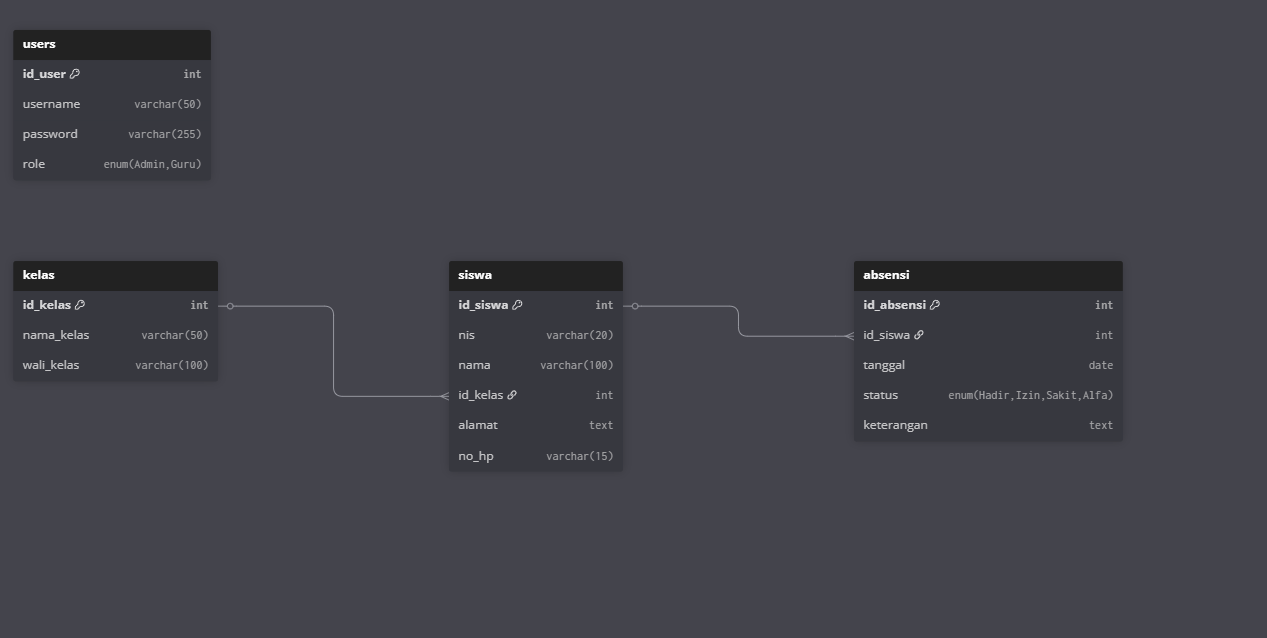 users
id_user int
username varchar(50)
password varchar(255)
role enum(Admin,Guru)
kelas
id_kelas int
nama_kelas varchar(50)
wali_kelas varchar(100)
siswa
id_siswa int
nis varchar(20)
nama varchar(100)
id_kelas int
alamat text
no_hp varchar(15)
absensi
id_absensi int
id_siswa int
tanggal date
status enum(Hadir,Izin,Sakit,Alfa)
keterangan text